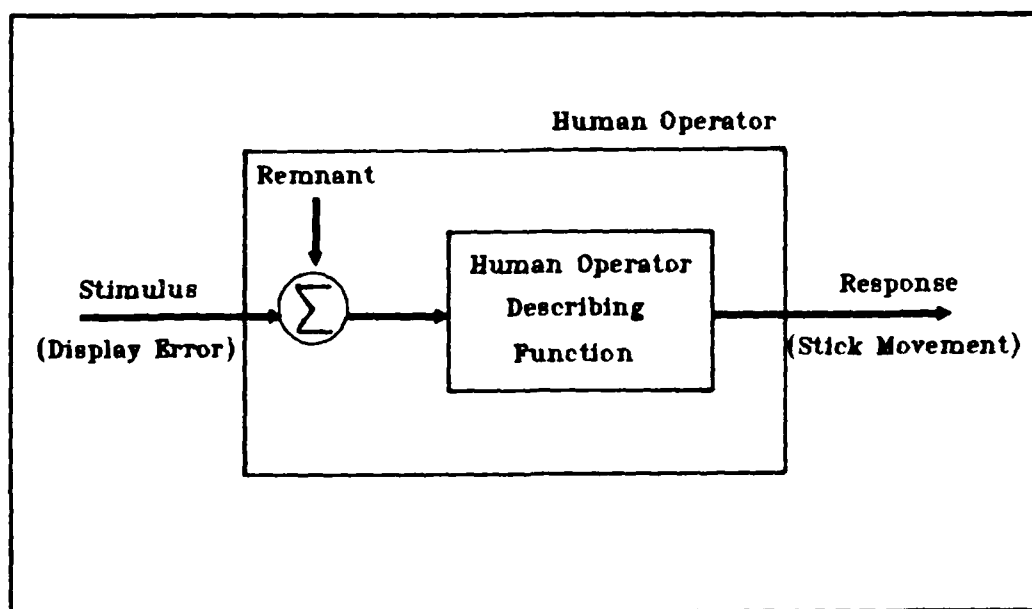 Human Operator
Remnant
Stimulus
(Display Error)
Σ
Human Operator
Describing
Function
Response
(Stick Movement)